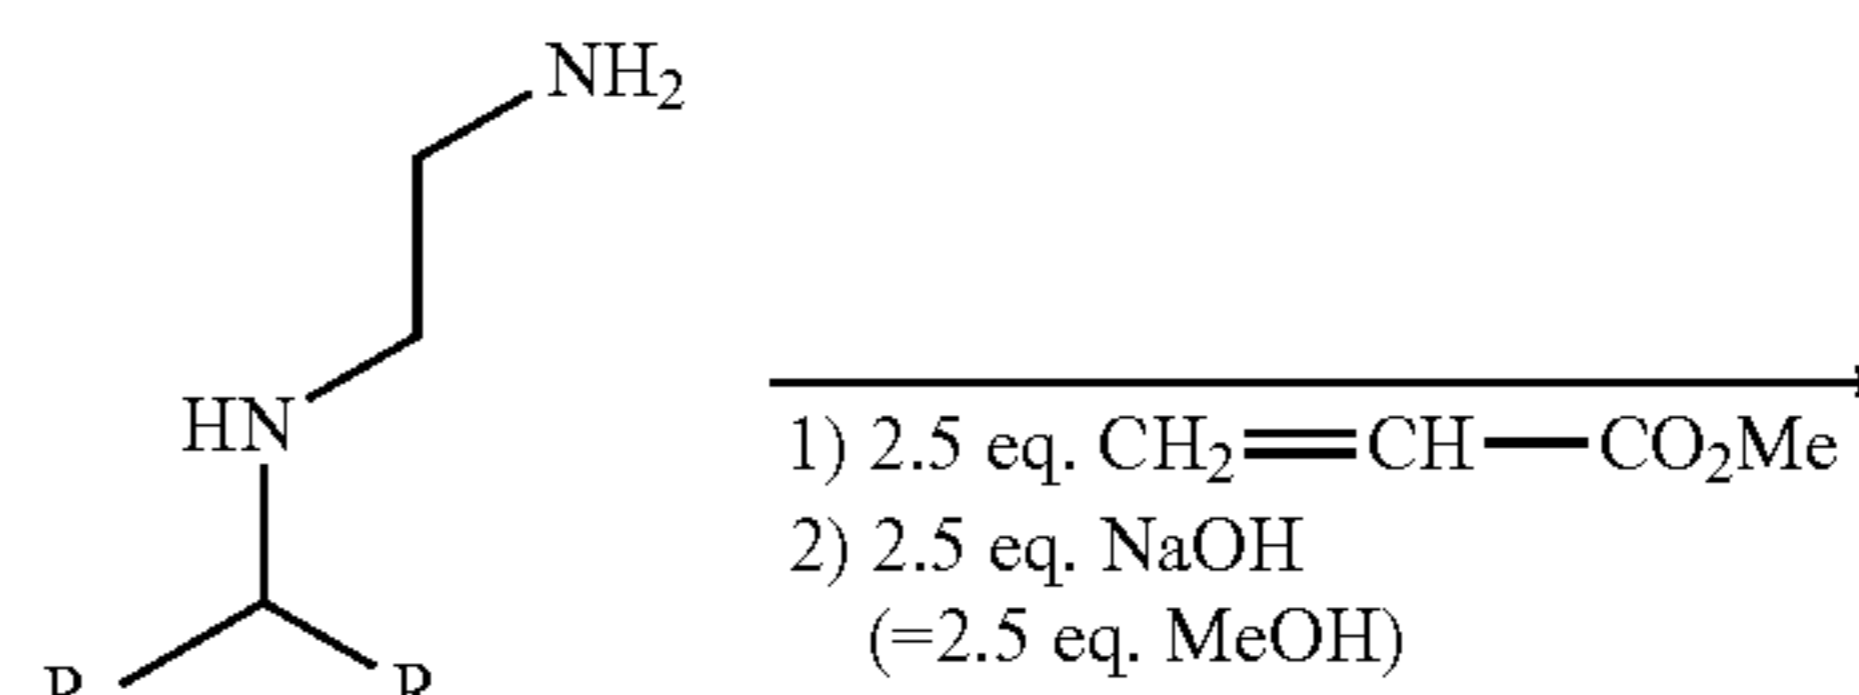 NH2
HN
1) 2.5 eq. CH2=CH—CO2Me
2) 2.5 eq. NaOH
(=2.5 eq. MeOH)